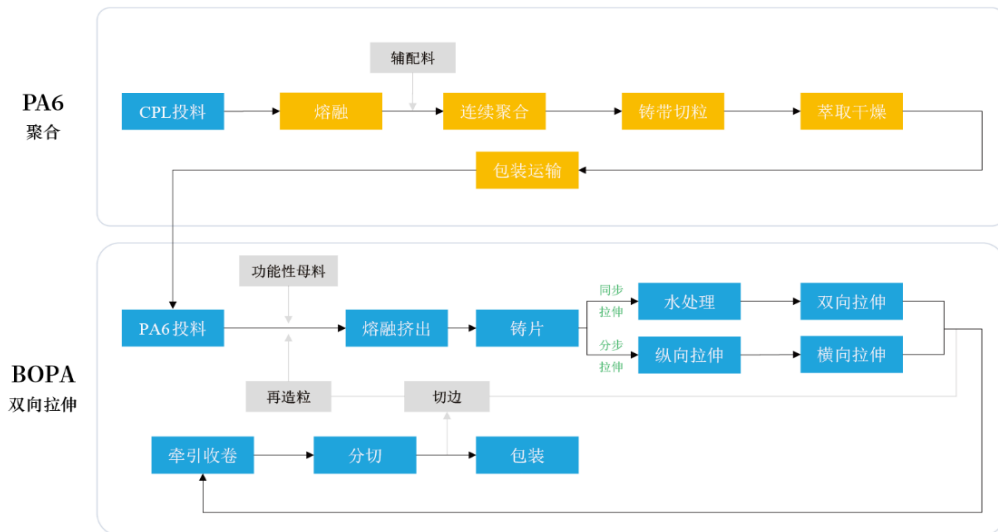 PA6
聚合
辅配料
CPL投料
熔融
连续聚合
铸带切粒
萃取干燥
包装运输
BOPA
双向拉伸
功能性母料
PA6投料
熔融挤出
铸片
同步
拉伸
水处理
双向拉伸
分步
拉伸
纵向拉伸
横向拉伸
再造粒
切边
牵引收卷
分切
包装